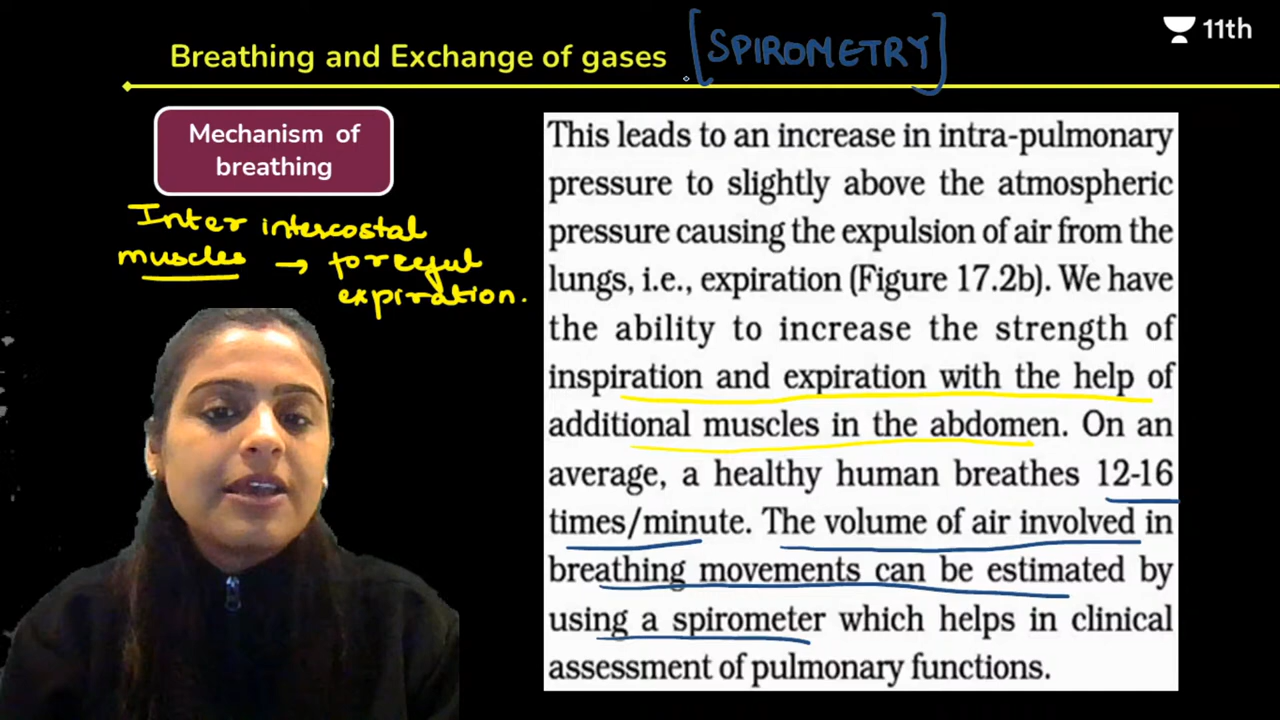 Breathing and Exchange of gases [SPIROMETRY]
11th
Mechanism of
breathing
Inter intercostal
muscles → forceful
expiration.
This leads to an increase in intra-pulmonary
pressure to slightly above the atmospheric
pressure causing the expulsion of air from the
lungs, i.e., expiration (Figure 17.2b). We have
the ability to increase the strength of
inspiration and expiration with the help of
additional muscles in the abdomen. On an
average, a healthy human breathes 12-16
times/minute. The volume of air involved in
breathing movements can be estimated by
using a spirometer which helps in clinical
assessment of pulmonary functions.